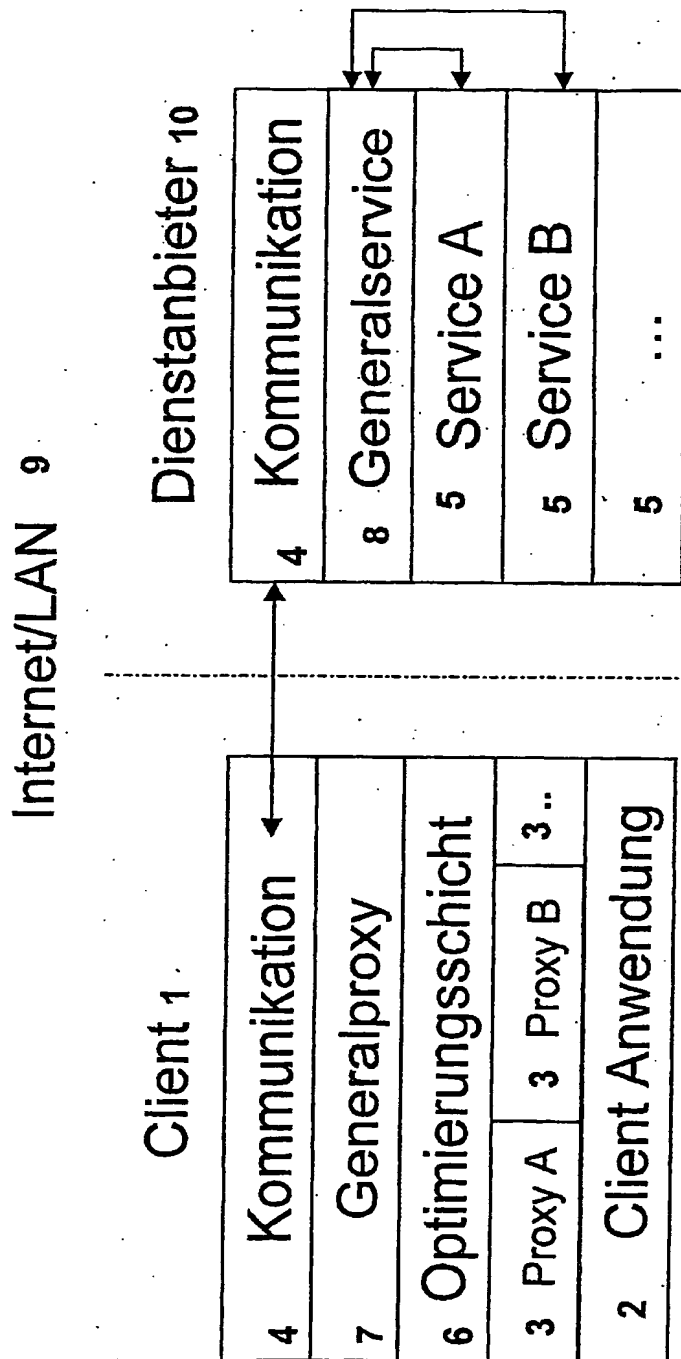 Internet/LAN 9
Client 1
4 Kommunikation
7 Generalproxy
6 Optimierungsschicht
3 Proxy A
3 Proxy B
3..
2 Client Anwendung
Dienstanbieter 10
4 Kommunikation
8 Generalservice
5 Service A
5 Service B
5 ...